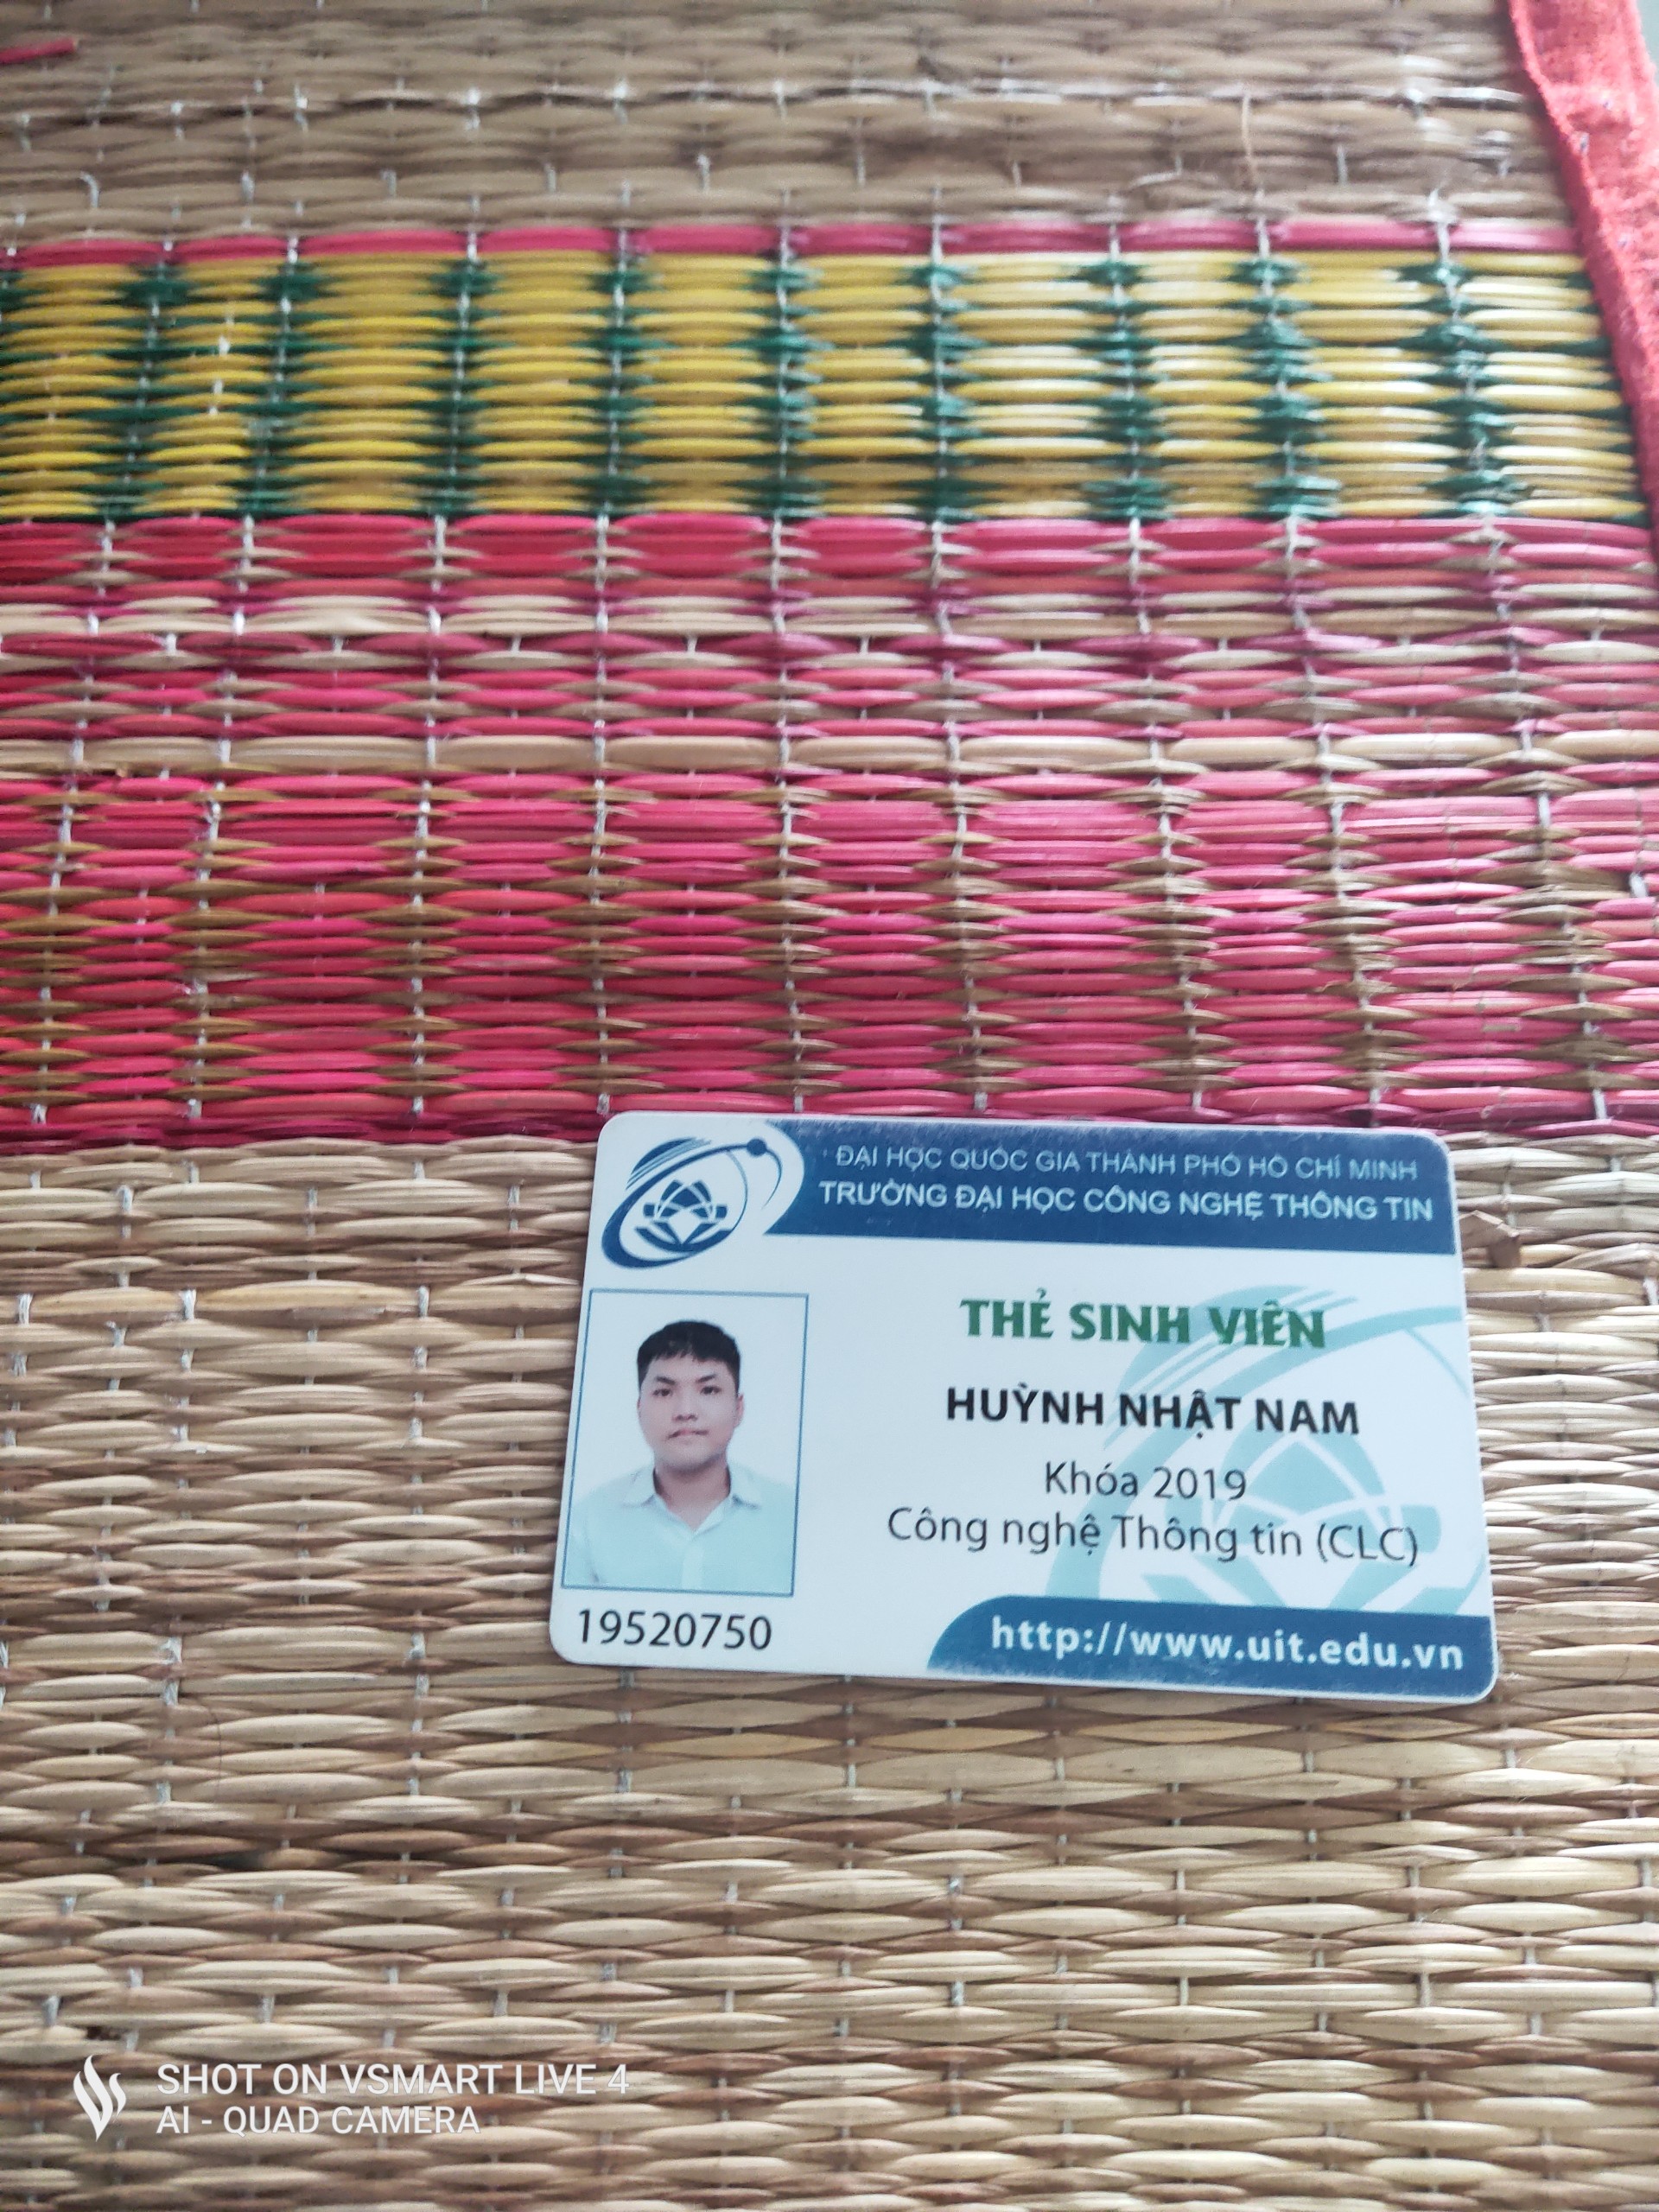 ĐẠI HỌC QUỐC GIA THÀNH PHỐ HỒ CHÍ MINH
TRƯỜNG ĐẠI HỌC CÔNG NGHỆ THÔNG TIN
THẺ SINH VIÊN
HUỲNH NHẬT NAM
Khóa 2019
Công nghệ Thông tin (CLC)
19520750
http://www.uit.edu.vn
SHOT ON VSMART LIVE 4
AI - QUAD CAMERA